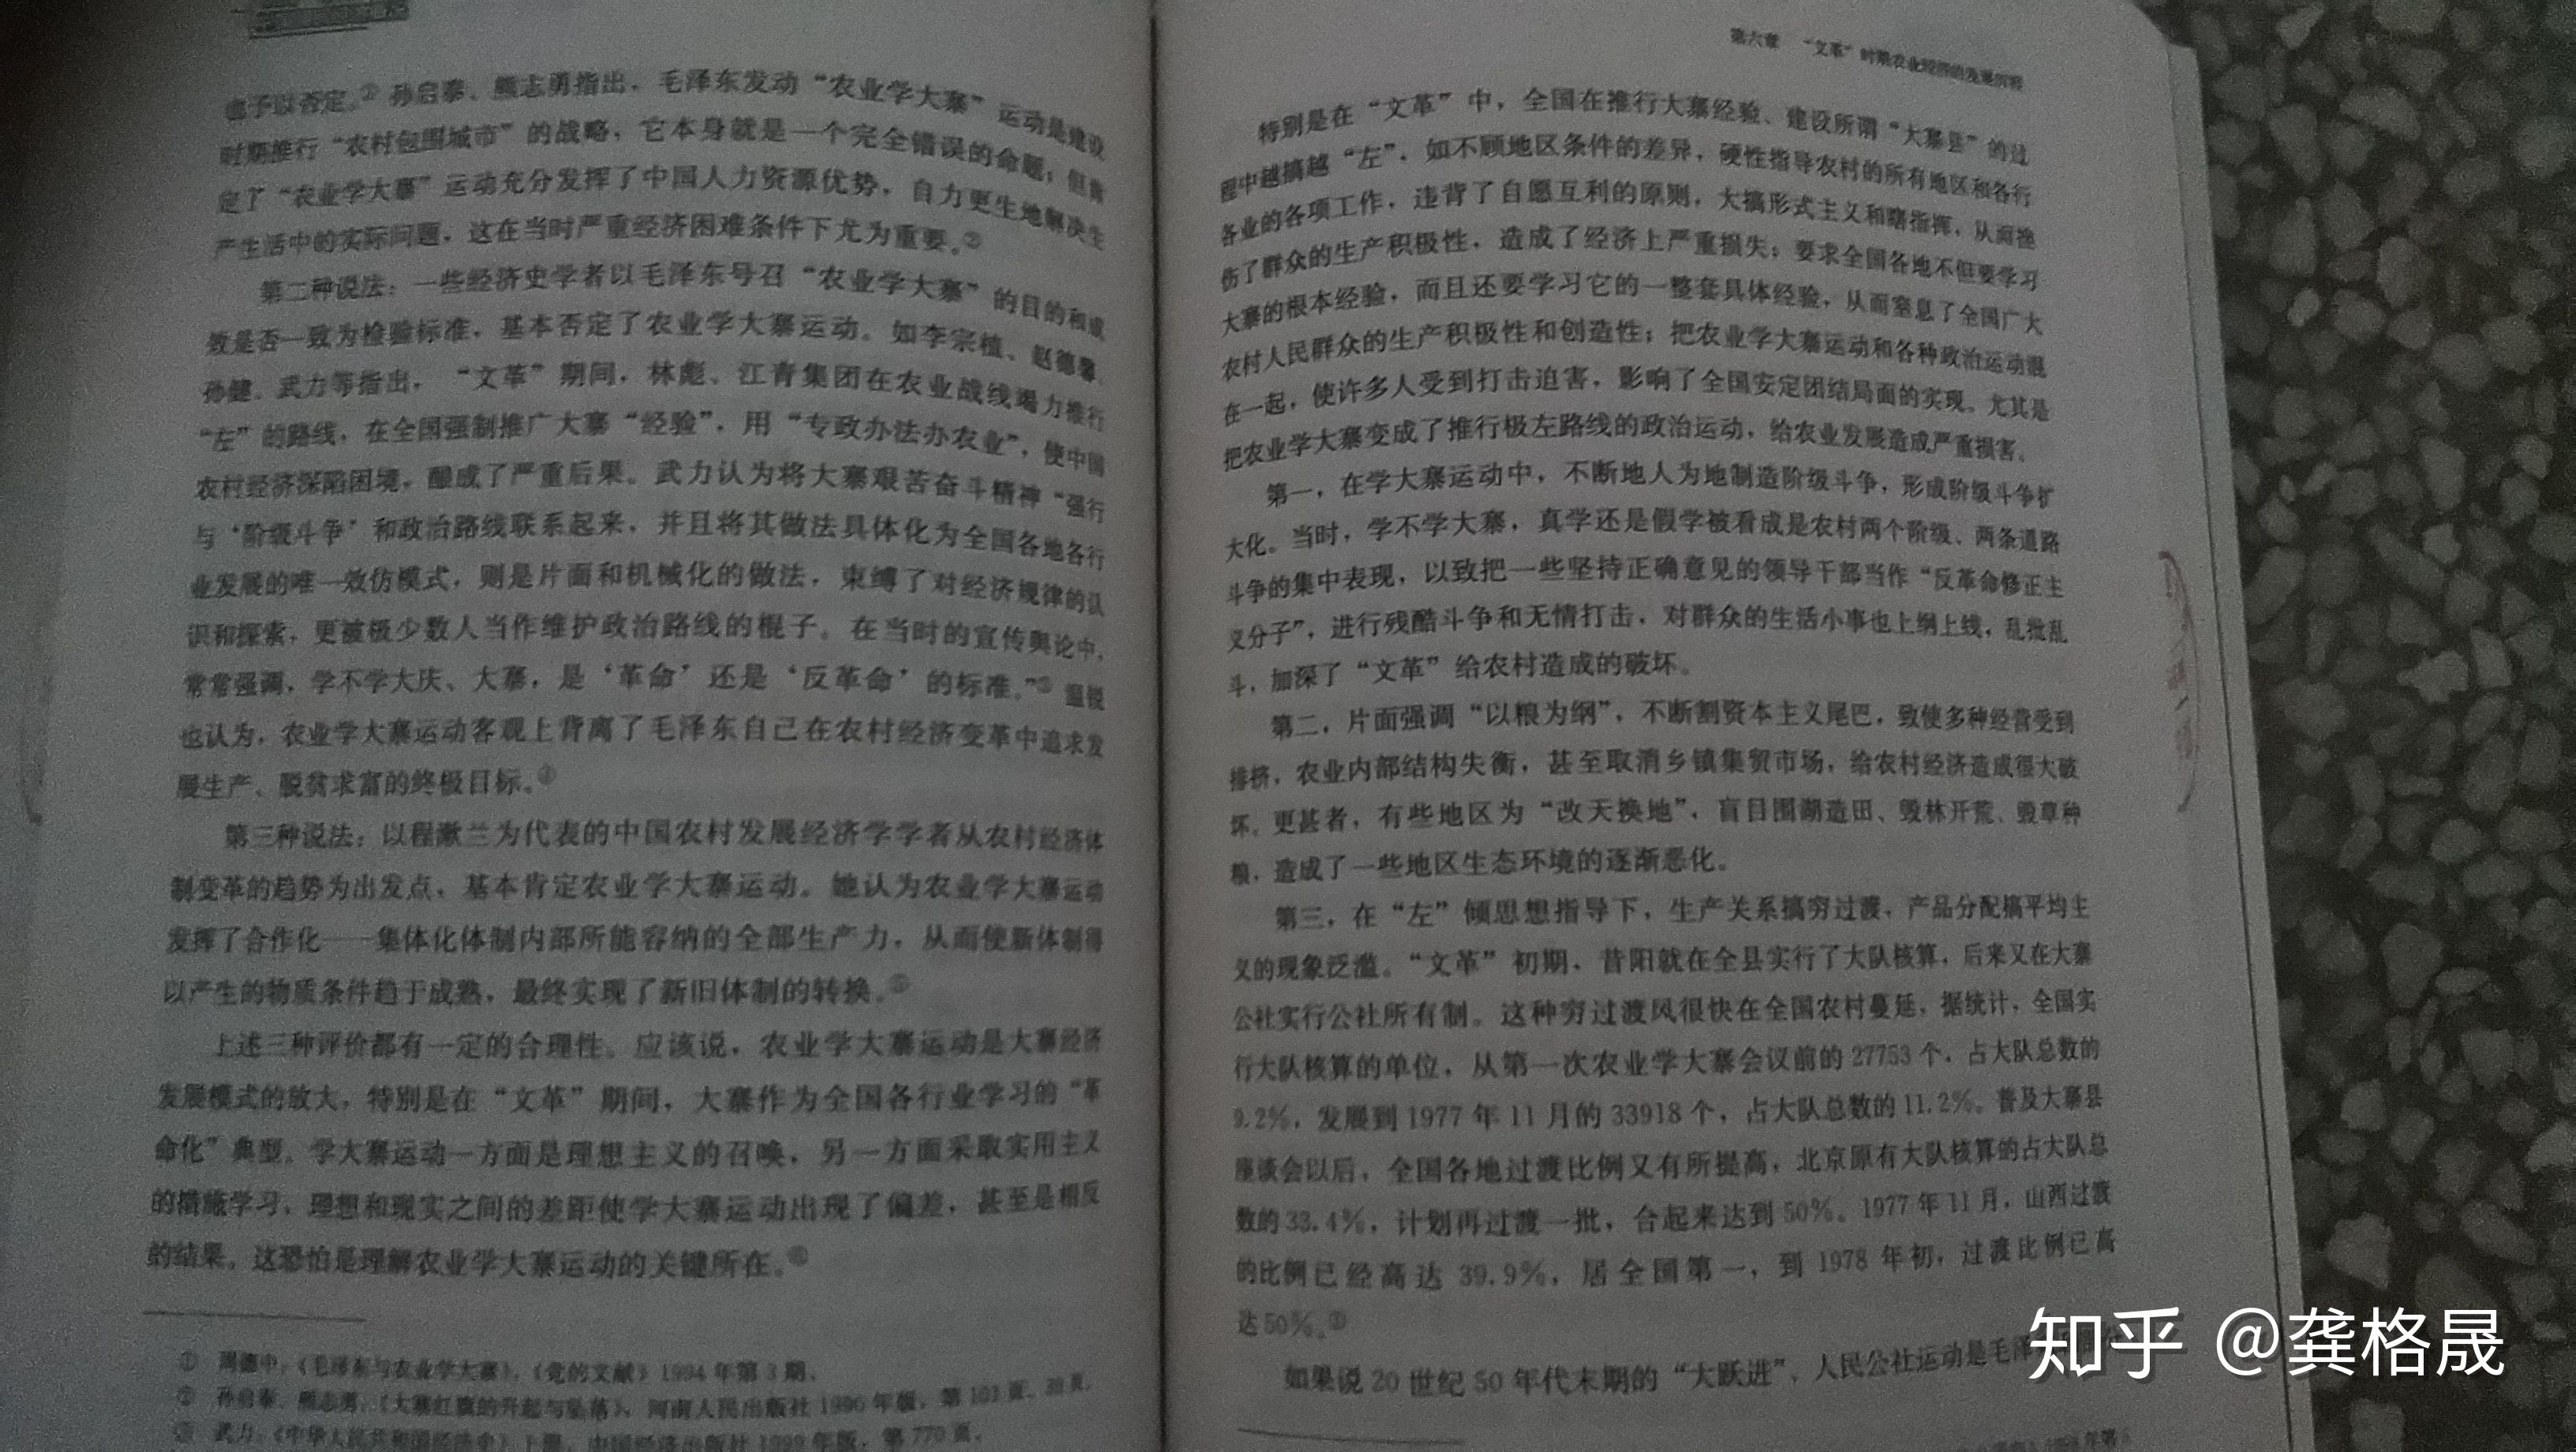 也予以否定。① 孙启泰、熊志勇指出，毛泽东发动“农业学大寨”运动是建设
时期推行“农村包围城市”的战略，它本身就是一个完全错误的命题；但肯
定了“农业学大寨”运动充分发挥了中国人力资源优势，自力更生地解决生
产生活中的实际问题，这在当时严重经济困难条件下尤为重要。②
第二种说法：一些经济史学者以毛泽东号召“农业学大寨”的目的和成
效是否一致为检验标准，基本否定了农业学大寨运动。如李宗植、赵德馨、
孙健、武力等指出，“文革”期间，林彪、江青集团在农业战线竭力推行
“左”的路线，在全国强制推广大寨“经验”，用“专政办法办农业”，使中国
农村经济深陷困境，酿成了严重后果。武力认为将大寨艰苦奋斗精神“强行
与‘阶级斗争’和政治路线联系起来，并且将其做法具体化为全国各地各行
业发展的唯一效仿模式，则是片面和机械化的做法，束缚了对经济规律的认
识和探索，更被极少数人当作维护政治路线的棍子。在当时的宣传舆论中，
常常强调，学不学大庆、大寨，是‘革命’还是‘反革命’的标准。”③ 温锐
也认为，农业学大寨运动客观上背离了毛泽东自己在农村经济变革中追求发
展生产、脱贫求富的终极目标。④
第三种说法：以程漱兰为代表的中国农村发展经济学学者从农村经济体
制变革的趋势为出发点，基本肯定农业学大寨运动。她认为农业学大寨运动
发挥了合作化——集体化体制内部所能容纳的全部生产力，从而使新体制得
以产生的物质条件趋于成熟，最终实现了新旧体制的转换。⑤
上述三种评价都有一定的合理性。应该说，农业学大寨运动是大寨经济
发展模式的放大，特别是在“文革”期间，大寨作为全国各行业学习的“革
命化”典型。学大寨运动一方面是理想主义的召唤，另一方面采取实用主义
的措施学习，理想和现实之间的差距使学大寨运动出现了偏差，甚至是相反
的结果。这恐怕是理解农业学大寨运动的关键所在。⑥
① 周德中：《毛泽东与农业学大寨》，《党的文献》1994 年第 3 期。
② 孙启泰、熊志勇：《大寨红旗的升起与坠落》，河南人民出版社 1990 年版，第 101 页、
③ 武力：《中华人民共和国经济史》上册，中国经济出版社 1999 年版，第 770 页。
第六章 “文革”时期农业经济的发展历程
特别是在“文革”中，全国在推行大寨经验、建设所谓“大寨县”的过
程中越搞越“左”，如不顾地区条件的差异，硬性指导农村的所有地区和各行
各业的各项工作，违背了自愿互利的原则，大搞形式主义和瞎指挥，从而挫
伤了群众的生产积极性，造成了经济上严重损失；要求全国各地不但要学习
大寨的根本经验，而且还要学习它的一整套具体经验，从而窒息了全国广大
农村人民群众的生产积极性和创造性；把农业学大寨运动和各种政治运动混
在一起，使许多人受到打击迫害，影响了全国安定团结局面的实现。尤其是
把农业学大寨变成了推行极左路线的政治运动，给农业发展造成严重损害。
第一，在学大寨运动中，不断地人为地制造阶级斗争，形成阶级斗争扩
大化。当时，学不学大寨，真学还是假学被看成是农村两个阶级、两条道路
斗争的集中表现，以致把一些坚持正确意见的领导干部当作“反革命修正主
义分子”，进行残酷斗争和无情打击，对群众的生活小事也上纲上线，乱批乱
斗，加深了“文革”给农村造成的破坏。
第二，片面强调“以粮为纲”，不断割资本主义尾巴，致使多种经营受到
排挤，农业内部结构失衡，甚至取消乡镇集贸市场，给农村经济造成很大破
坏。更甚者，有些地区为“改天换地”，盲目围湖造田、毁林开荒、毁草种
粮，造成了一些地区生态环境的逐渐恶化。
第三，在“左”倾思想指导下，生产关系搞穷过渡，产品分配搞平均主
义的现象泛滥。“文革”初期，昔阳就在全县实行了大队核算，后来又在大寨
公社实行公社所有制。这种穷过渡风很快在全国农村蔓延，据统计，全国实
行大队核算的单位，从第一次农业学大寨会议前的 27753 个，占大队总数的
9.2%，发展到 1977 年 11 月的 33918 个，占大队总数的 11.2%。普及大寨县
座谈会以后，全国各地过渡比例又有所提高，北京原有大队核算的占大队总
数的 33.4%，计划再过渡一批，合起来达到 50%。1977 年 11 月，山西过渡
的比例已经高达 39.9%，居全国第一，到 1978 年初，过渡比例已高
达 50%。①
如果说 20 世纪 50 年代末期的“大跃进”、人民公社运动是毛泽
知乎 @龚格晟